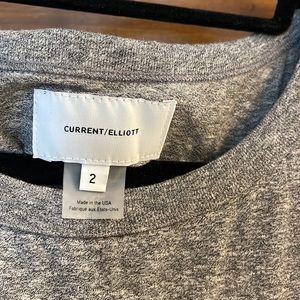 CURRENT/ELLIOTT
2
Made in the USA
Fabriqué aux États-Unis